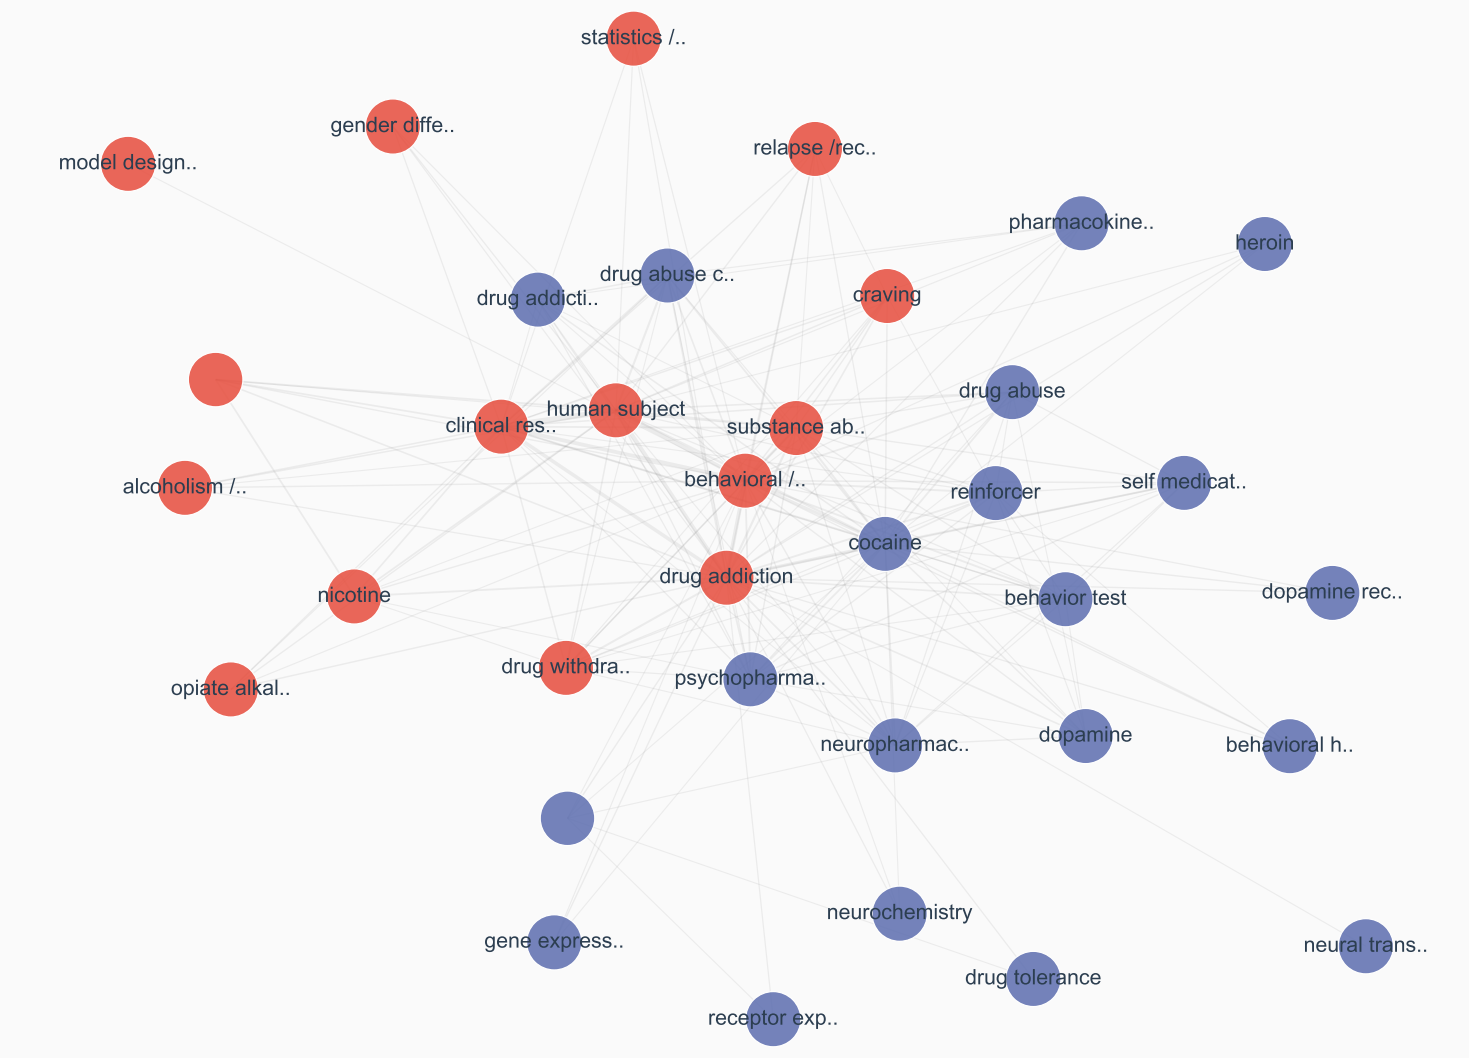 statistics /..
gender diffe..
relapse /rec..
model design..
pharmacokine..
heroin
drug abuse c..
drug addicti..
craving
drug abuse
human subject
clinical res..
substance ab..
behavioral /..
self medicat..
alcoholism /..
reinforcer
cocaine
drug addiction
dopamine rec..
nicotine
behavior test
drug withdra..
psychopharma..
opiate alkal..
dopamine
neuropharmac..
behavioral h..
neurochemistry
gene express..
neural trans..
drug tolerance
receptor exp..